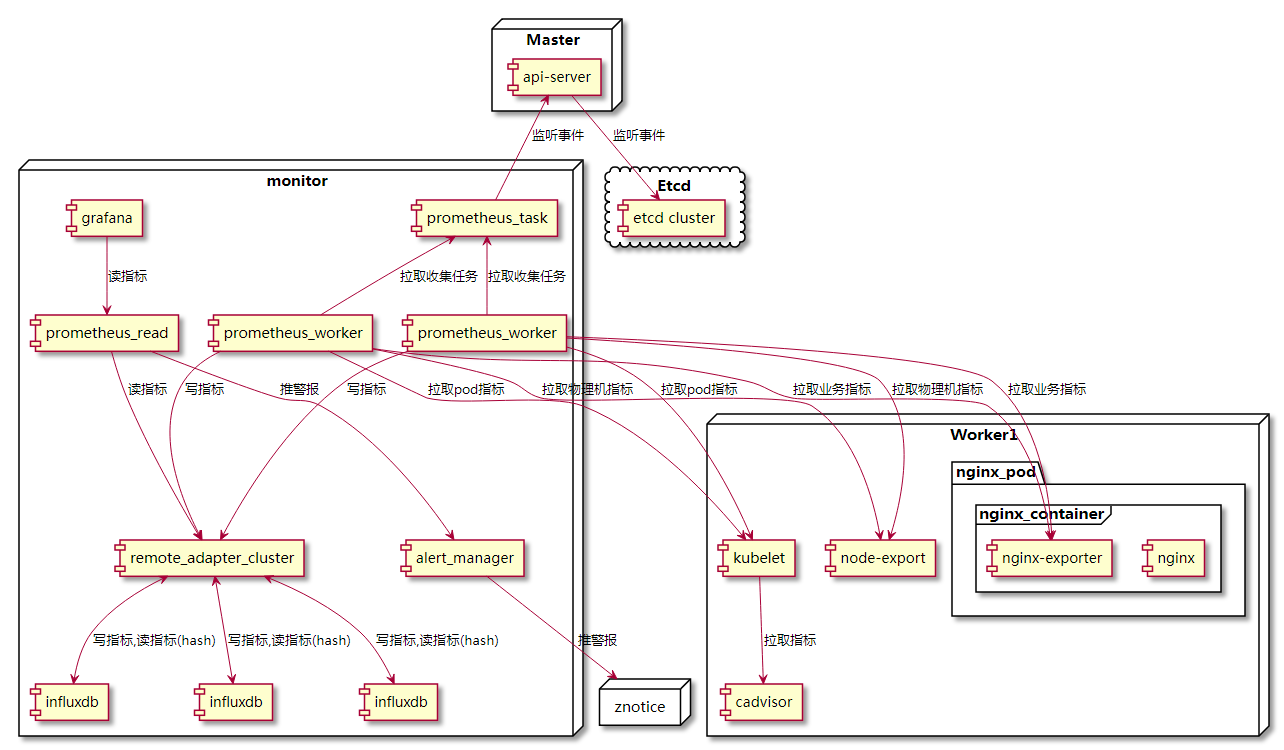 Master
api-server
监听事件
监听事件
monitor
Etcd
grafana
prometheus_task
etcd cluster
读指标
拉取收集任务
拉取收集任务
prometheus_read
prometheus_worker
prometheus_worker
读指标
写指标
推警报
写指标
拉取pod指标
拉取物理机指标
拉取pod指标
拉取业务指标
拉取物理机指标
拉取业务指标
Worker1
nginx_pod
nginx_container
remote_adapter_cluster
alert_manager
kubelet
node-export
nginx-exporter
nginx
写指标,读指标(hash)
写指标,读指标(hash)
写指标,读指标(hash)
推警报
拉取指标
influxdb
influxdb
influxdb
znotice
cadvisor